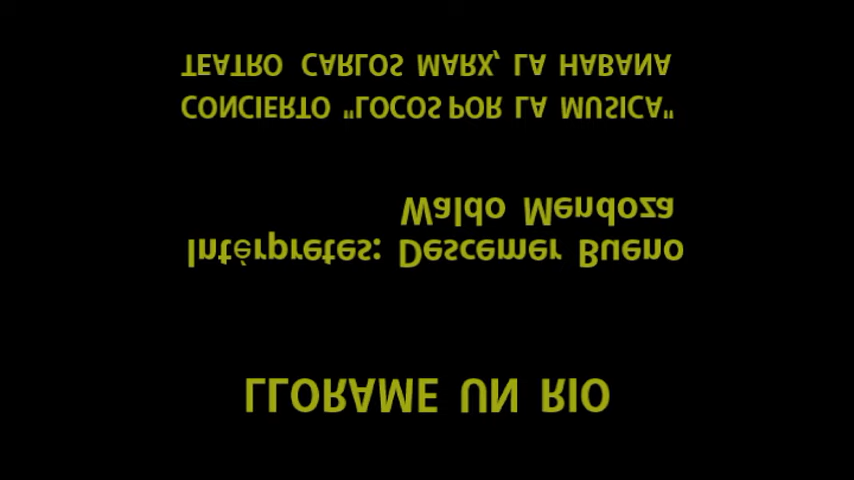 LLORAME UN RIO
Intérpretes: Descemer Bueno
Waldo Mendoza
CONCIERTO "LOCOS POR LA MUSICA"
TEATRO CARLOS MARX, LA HABANA